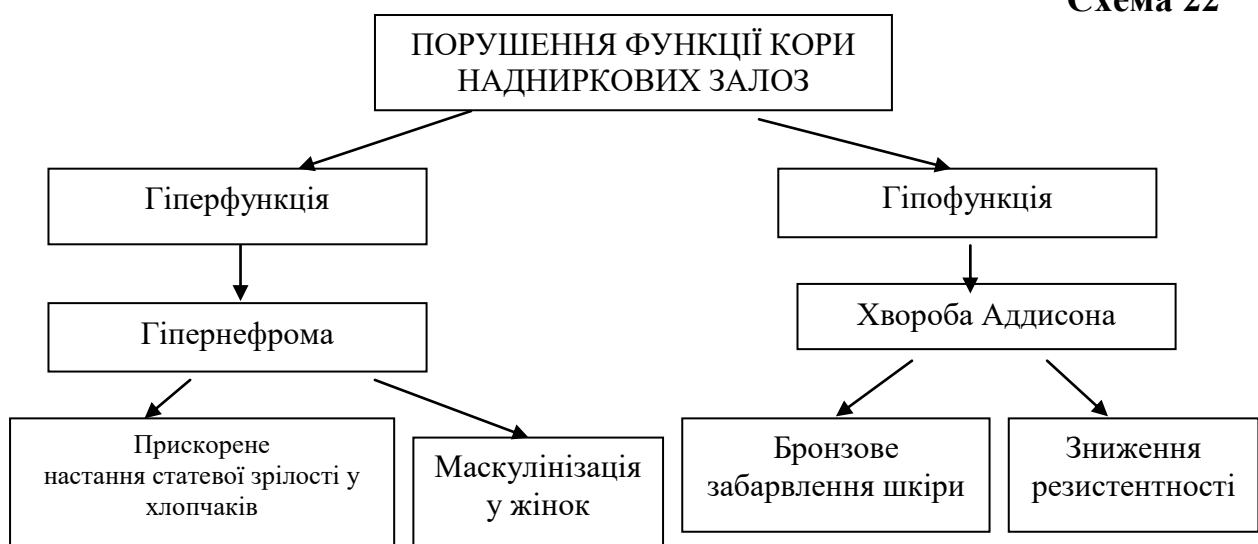 Схема 22
ПОРУШЕННЯ ФУНКЦІЇ КОРИ
НАДНИРКОВИХ ЗАЛОЗ
Гіперфункція
Гіпофункція
Гіпернефрома
Хвороба Аддисона
Прискорене
настання статевої зрілості у
хлопчаків
Маскулінізація
у жінок
Бронзове
забарвлення шкіри
Зниження
резистентності